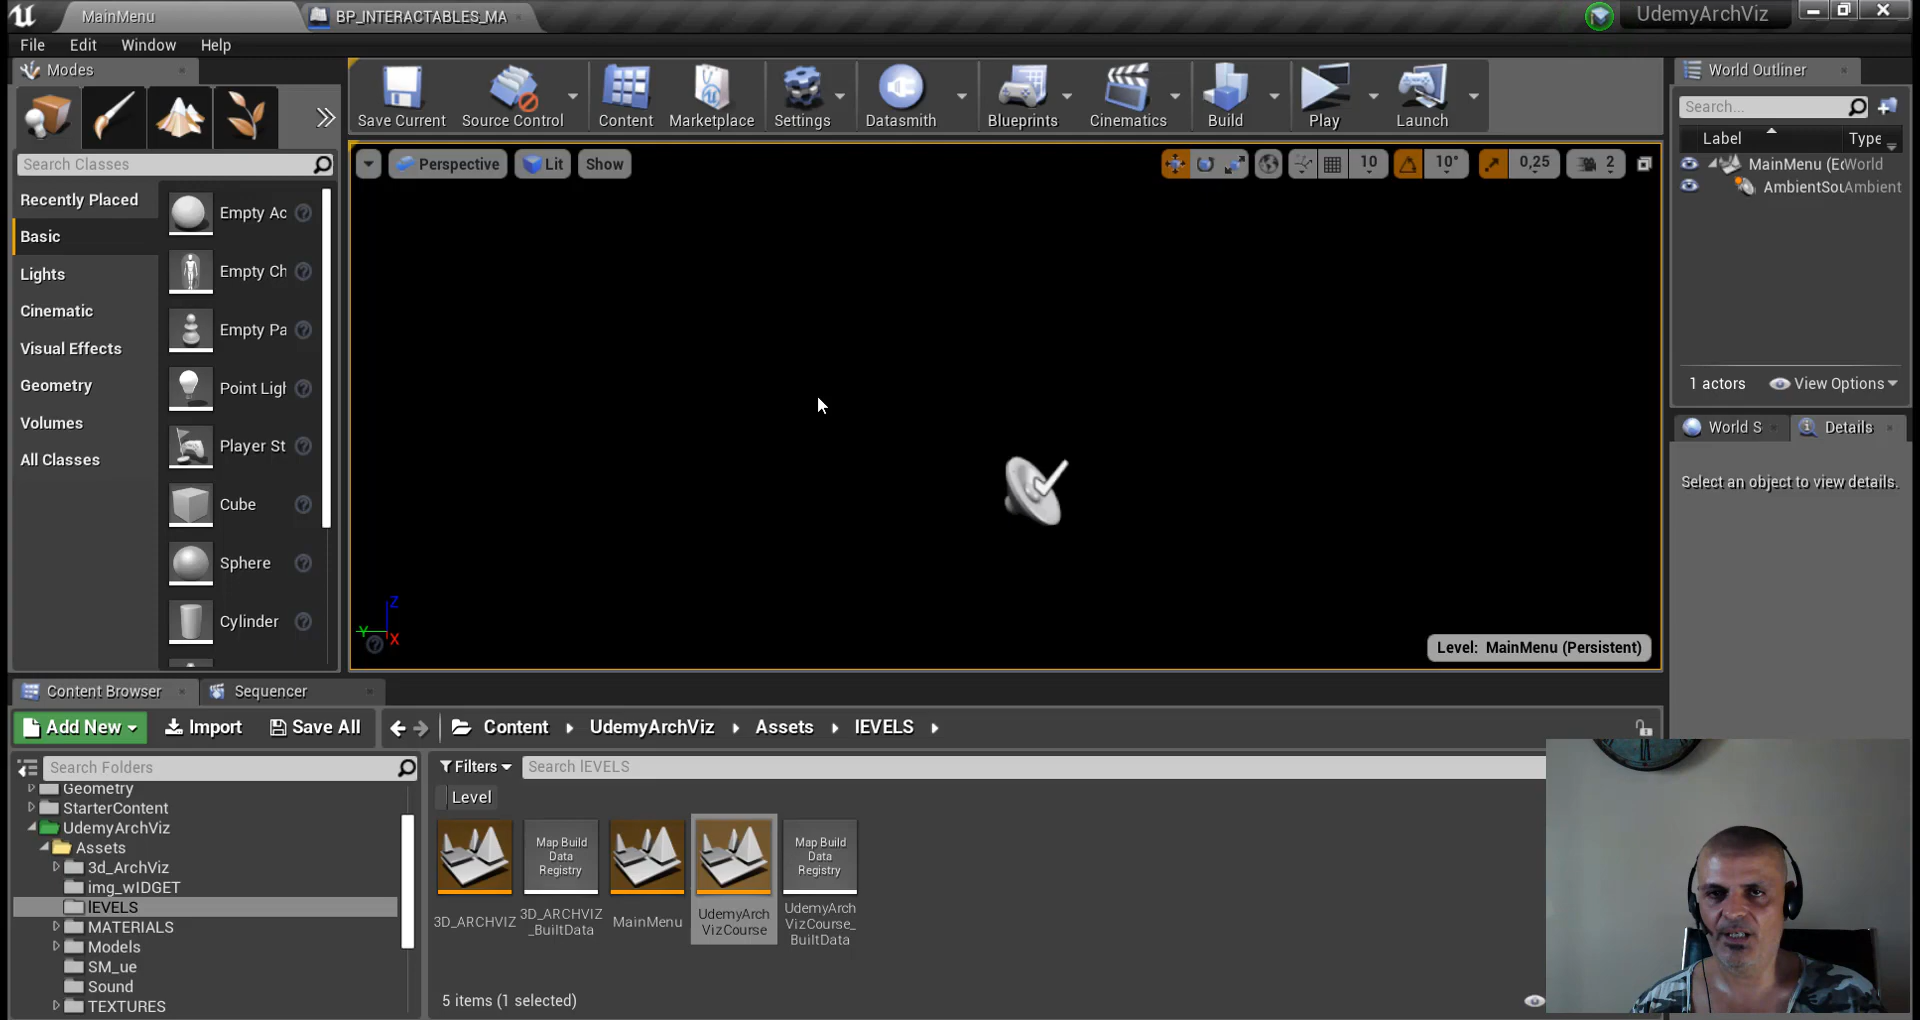 MainMenu
BP_INTERACTABLES_MA
UdemyArchViz
File Edit Window Help
Modes
Save Current
Source Control
Content
Marketplace
Settings
Datasmith
Blueprints
Cinematics
Build
Play
Launch
World Outliner
Search...
Label
Type
MainMenu (Ed World
AmbientSou Ambient
1 actors
View Options
World S
Details
Select an object to view details.
Search Classes
Recently Placed
Basic
Lights
Cinematic
Visual Effects
Geometry
Volumes
All Classes
Empty Ac
Empty Ch
Empty Pa
Point Ligh
Player St
Cube
Sphere
Cylinder
Perspective
Lit
Show
10
10°
0,25
2
Z
Y
X
Level: MainMenu (Persistent)
Content Browser
Sequencer
Add New
Import
Save All
Content
UdemyArchViz
Assets
lEVELS
Search Folders
Filters
Search lEVELS
Level
Geometry
StarterContent
UdemyArchViz
Assets
3d_ArchViz
img_wIDGET
lEVELS
MATERIALS
Models
SM_ue
Sound
TEXTURES
3D_ARCHVIZ
Map Build
Data
Registry
3D_ARCHVIZ
_BuiltData
MainMenu
UdemyArch
VizCourse
Map Build
Data
Registry
UdemyArch
VizCourse_
BuiltData
5 items (1 selected)